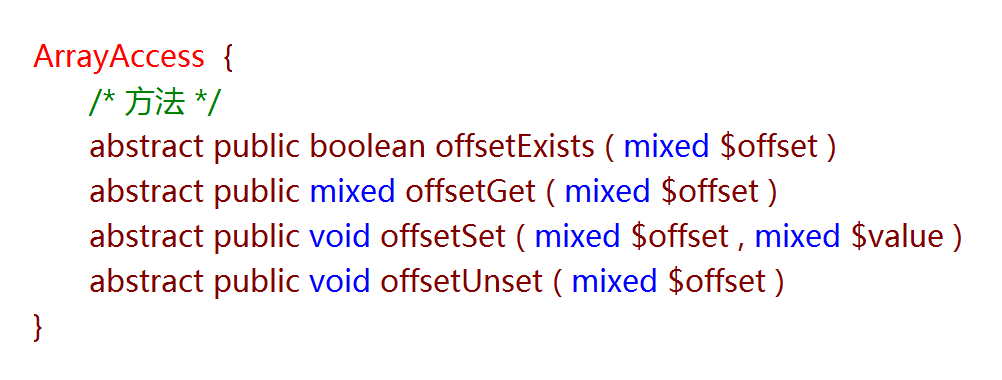 ArrayAccess {
/* 方法 */
abstract public boolean offsetExists ( mixed $offset )
abstract public mixed offsetGet ( mixed $offset )
abstract public void offsetSet ( mixed $offset , mixed $value )
abstract public void offsetUnset ( mixed $offset )
}